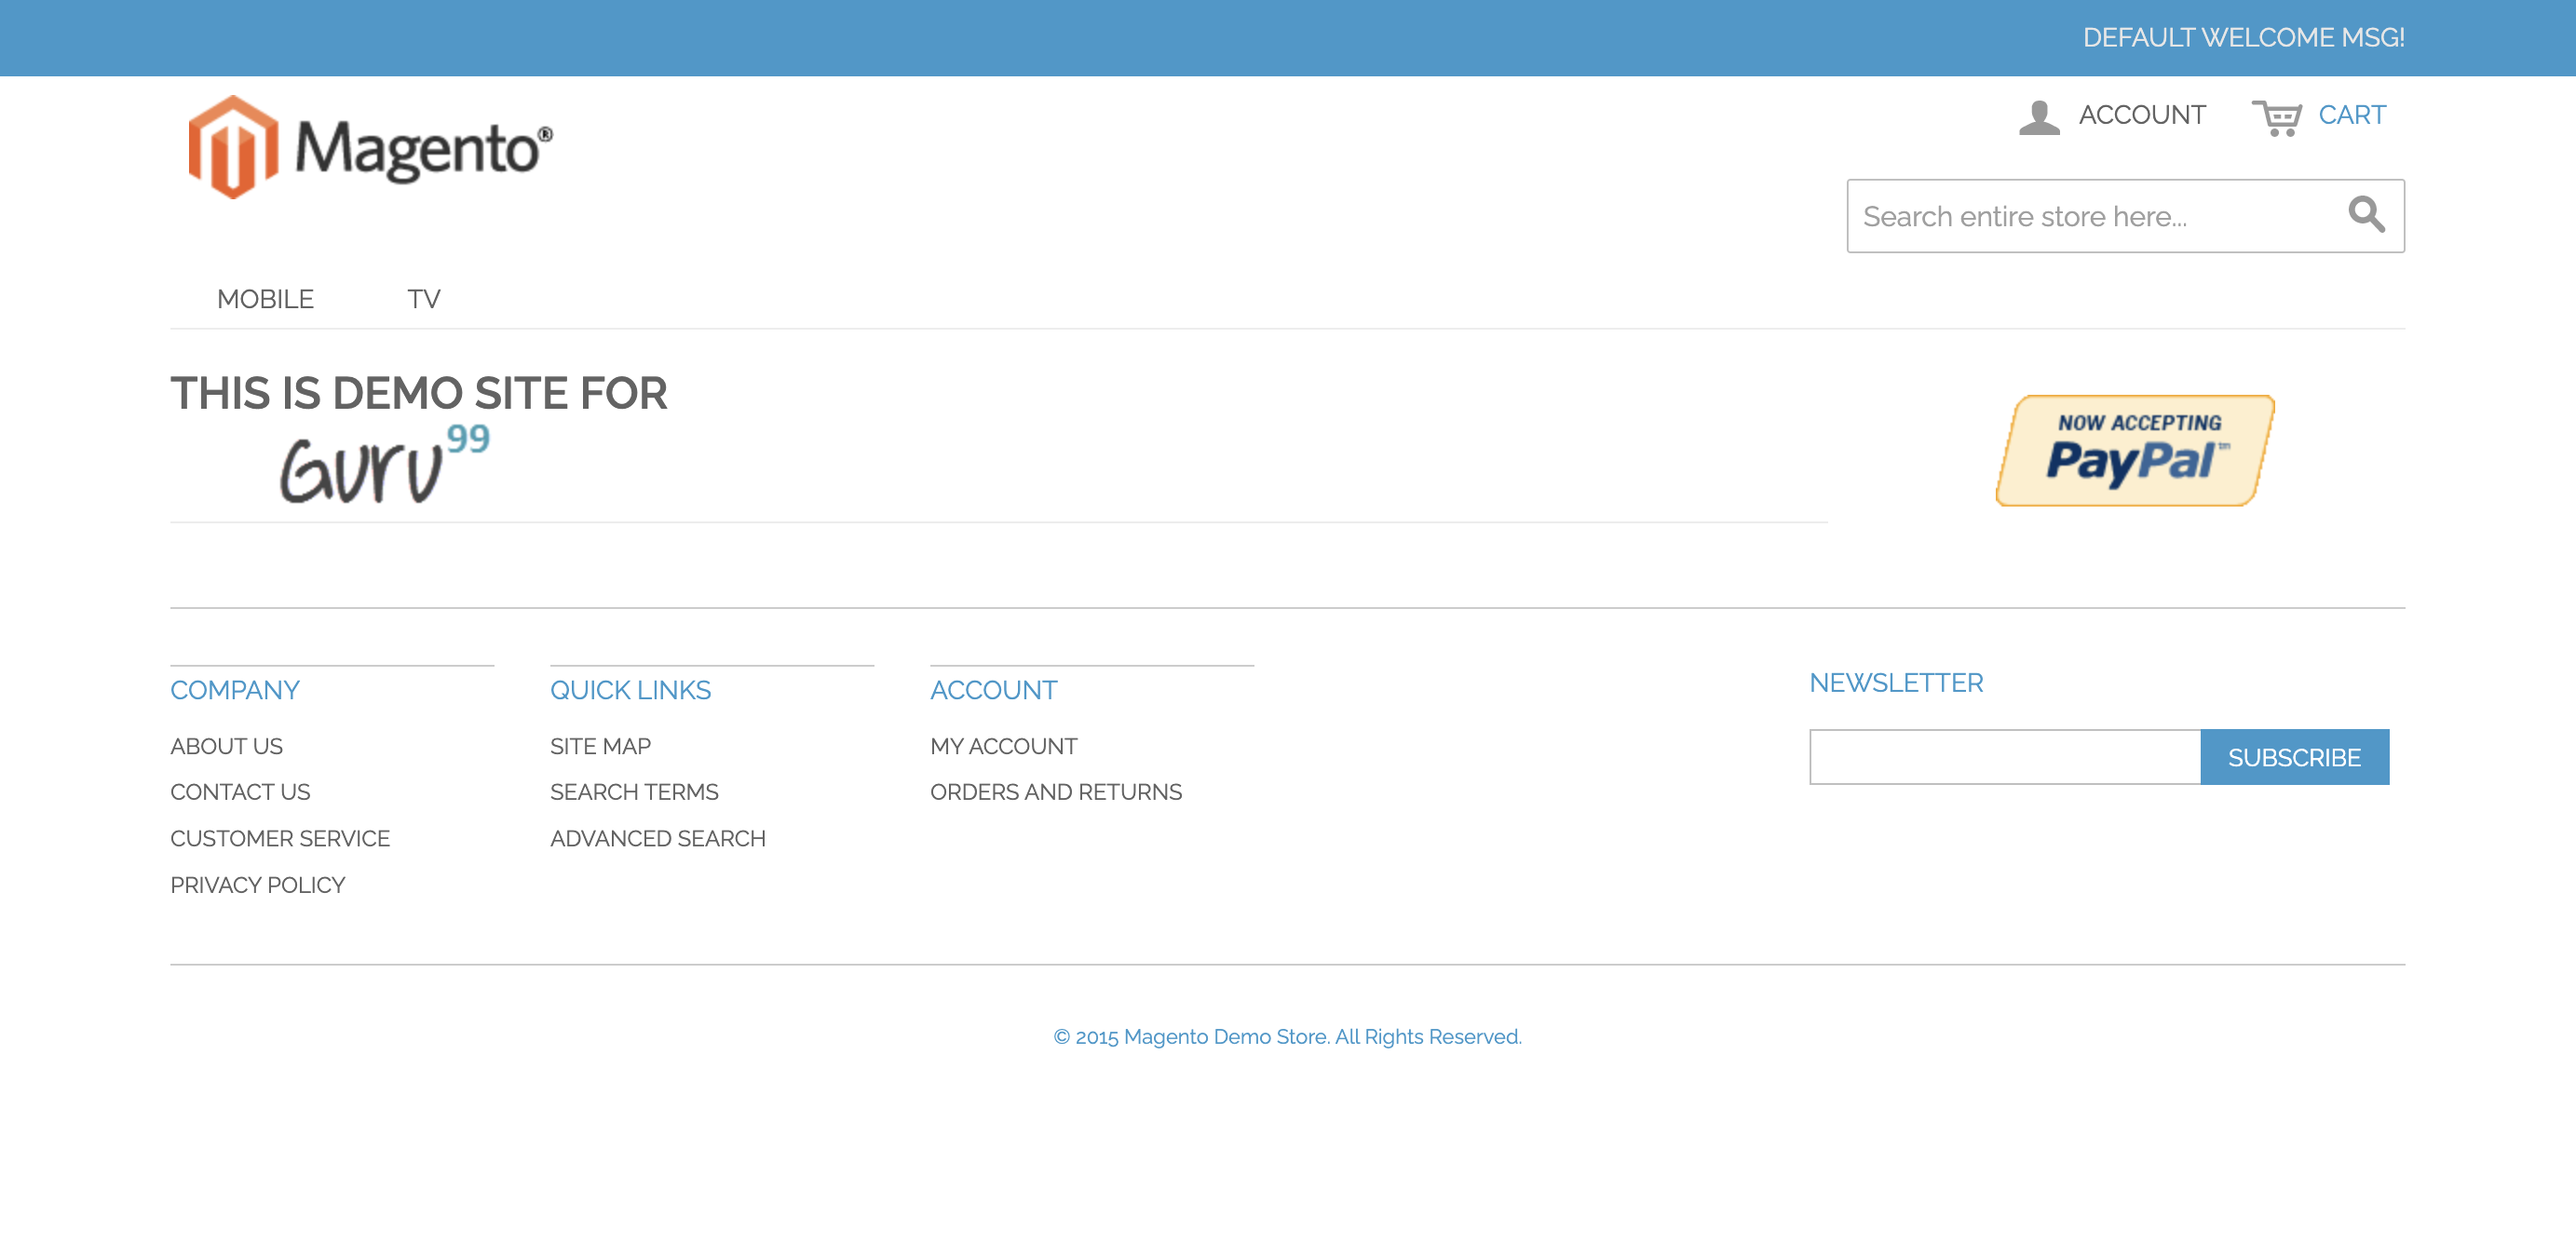 DEFAULT WELCOME MSG!
Magento®
ACCOUNT
CART
Search entire store here...
MOBILE
TV
THIS IS DEMO SITE FOR
Guru99
NOW ACCEPTING
PayPal™
COMPANY
ABOUT US
CONTACT US
CUSTOMER SERVICE
PRIVACY POLICY
QUICK LINKS
SITE MAP
SEARCH TERMS
ADVANCED SEARCH
ACCOUNT
MY ACCOUNT
ORDERS AND RETURNS
NEWSLETTER
SUBSCRIBE
© 2015 Magento Demo Store. All Rights Reserved.